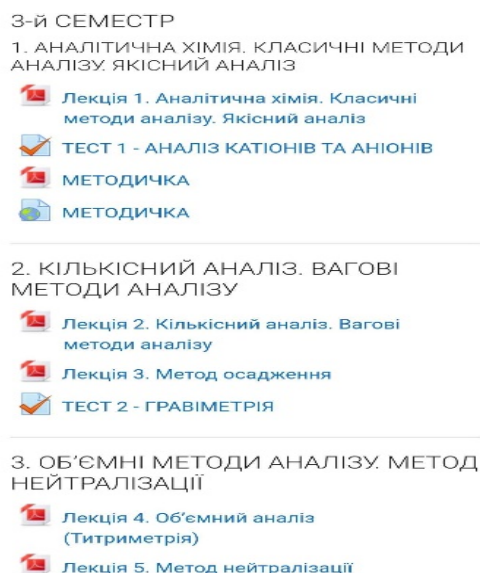 3-й СЕМЕСТР
1. АНАЛІТИЧНА ХІМІЯ. КЛАСИЧНІ МЕТОДИ
АНАЛІЗУ. ЯКІСНИЙ АНАЛІЗ
Лекція 1. Аналітична хімія. Класичні
методи аналізу. Якісний аналіз
ТЕСТ 1 - АНАЛІЗ КАТІОНІВ ТА АНІОНІВ
МЕТОДИЧКА
МЕТОДИЧКА
2. КІЛЬКІСНИЙ АНАЛІЗ. ВАГОВІ
МЕТОДИ АНАЛІЗУ
Лекція 2. Кількісний аналіз. Вагові
методи аналізу
Лекція 3. Метод осадження
ТЕСТ 2 - ГРАВІМЕТРІЯ
3. ОБ’ЄМНІ МЕТОДИ АНАЛІЗУ. МЕТОД
НЕЙТРАЛІЗАЦІЇ
Лекція 4. Об’ємний аналіз
(Титриметрія)
Лекція 5. Метод нейтралізації